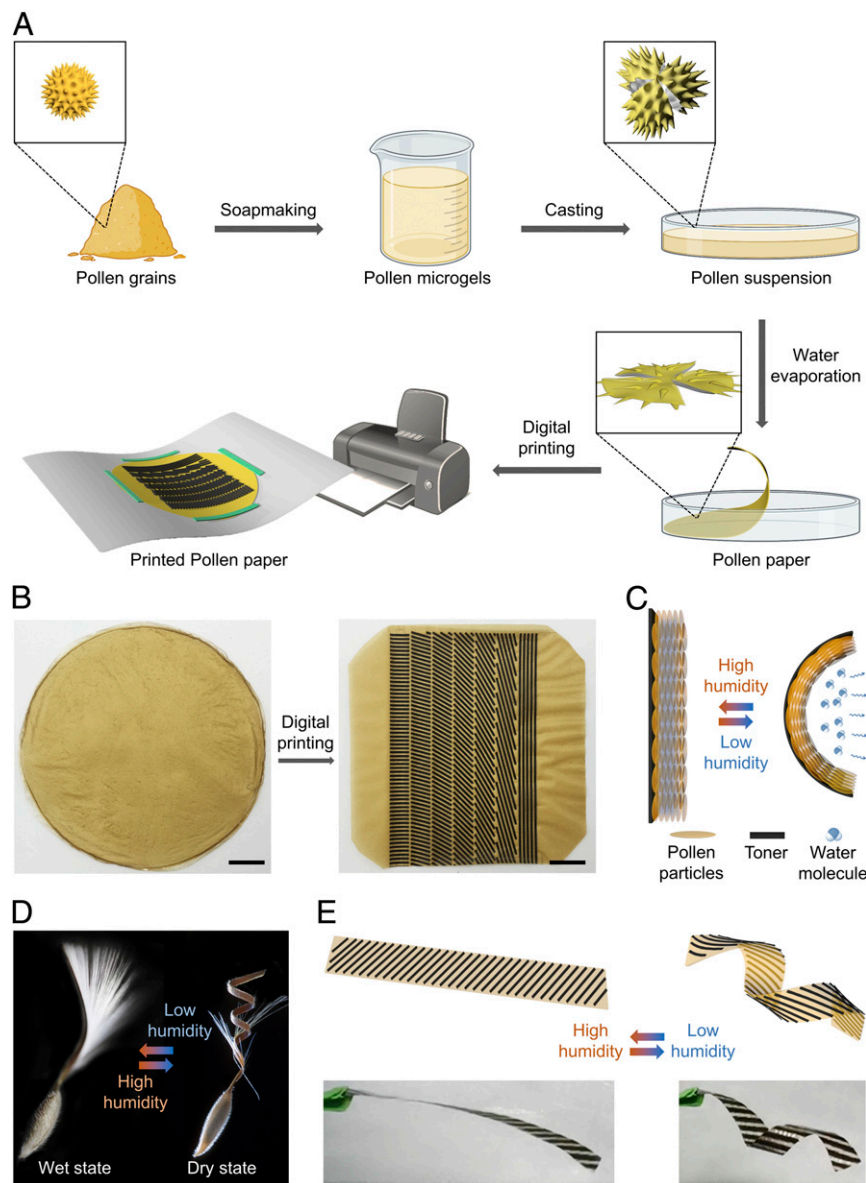 A
Soapmaking
Casting
Pollen grains
Pollen microgels
Pollen suspension
Water
evaporation
Digital
printing
Printed Pollen paper
Pollen paper
B
Digital
printing
C
High
humidity
Low
humidity
Pollen
particles
Toner
Water
molecule
D
Low
humidity
High
humidity
Wet state
Dry state
E
High
humidity
Low
humidity